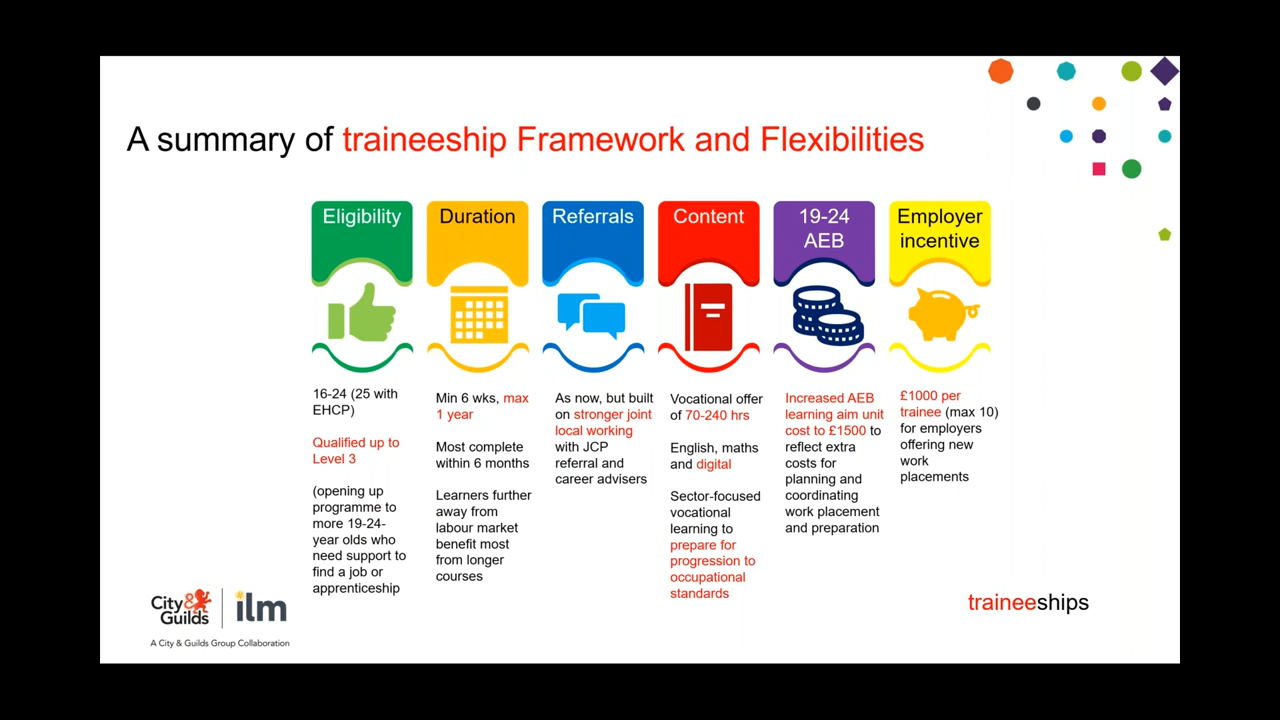 A summary of traineeship Framework and Flexibilities
Eligibility
16-24 (25 with
EHCP)
Qualified up to
Level 3
(opening up
programme to
more 19-24-
year olds who
need support to
find a job or
apprenticeship
Duration
Min 6 wks, max
1 year
Most complete
within 6 months
Learners further
away from
labour market
benefit most
from longer
courses
Referrals
As now, but built
on stronger joint
local working
with JCP
referral and
career advisers
Content
Vocational offer
of 70-240 hrs
English, maths
and digital
Sector-focused
vocational
learning to
prepare for
progression to
occupational
standards
19-24
AEB
Increased AEB
learning aim unit
cost to £1500 to
reflect extra
costs for
planning and
coordinating
work placement
and preparation
Employer
incentive
£1000 per
trainee (max 10)
for employers
offering new
work
placements
City&
Guilds
ilm
A City & Guilds Group Collaboration
traineeships